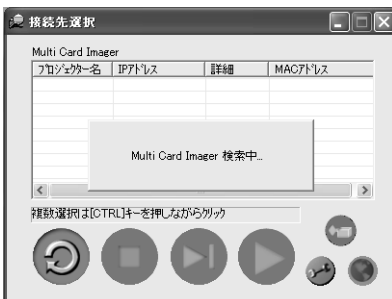 接続先選択
Multi Card Imager
プロジェクター名 IPアドレス 詳細 MACアドレス
Multi Card Imager 検索中...
複数選択は[CTRL]キーを押しながらクリック